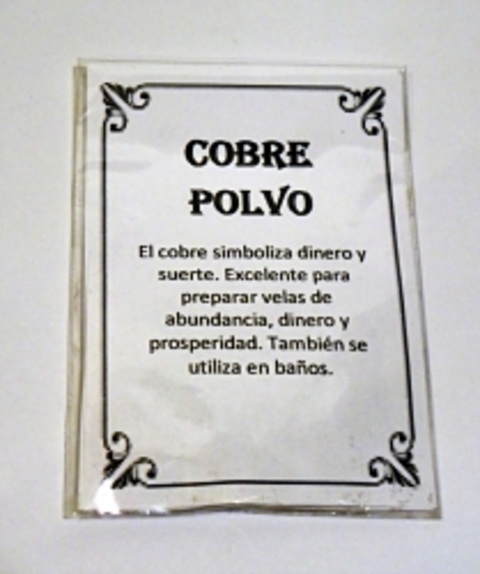 COBRE
POLVO
El cobre simboliza dinero y
suerte. Excelente para
preparar velas de
abundancia, dinero y
prosperidad. También se
utiliza en baños.